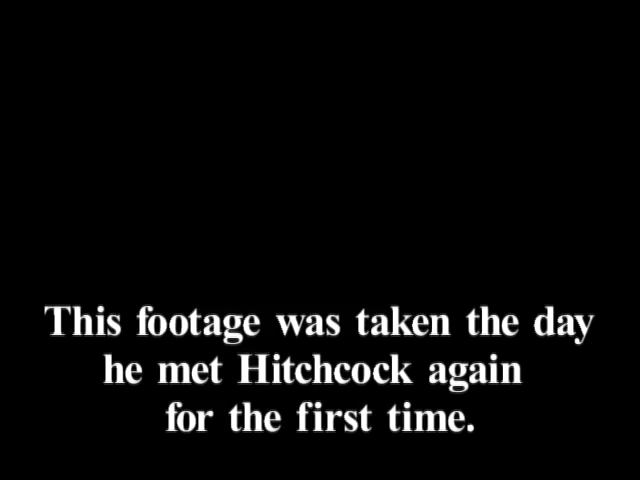 This footage was taken the day
he met Hitchcock again
for the first time.